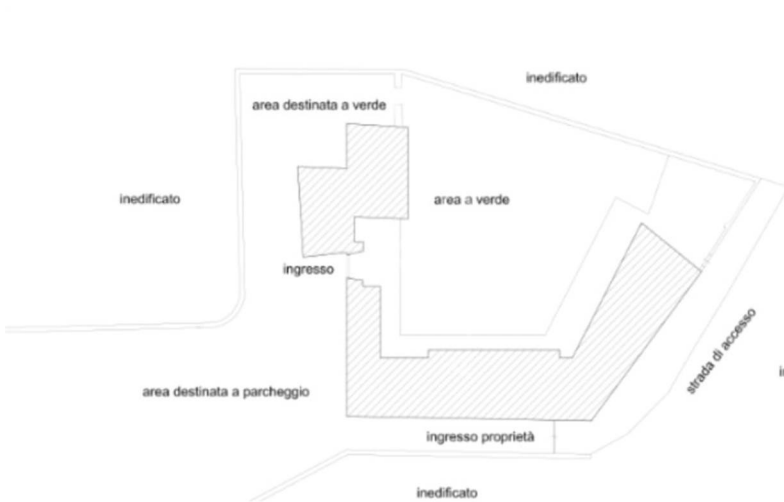 inedificato
area destinata a verde
inedificato
area a verde
ingresso
strada di accesso
area destinata a parcheggio
ingresso proprietà
inedificato